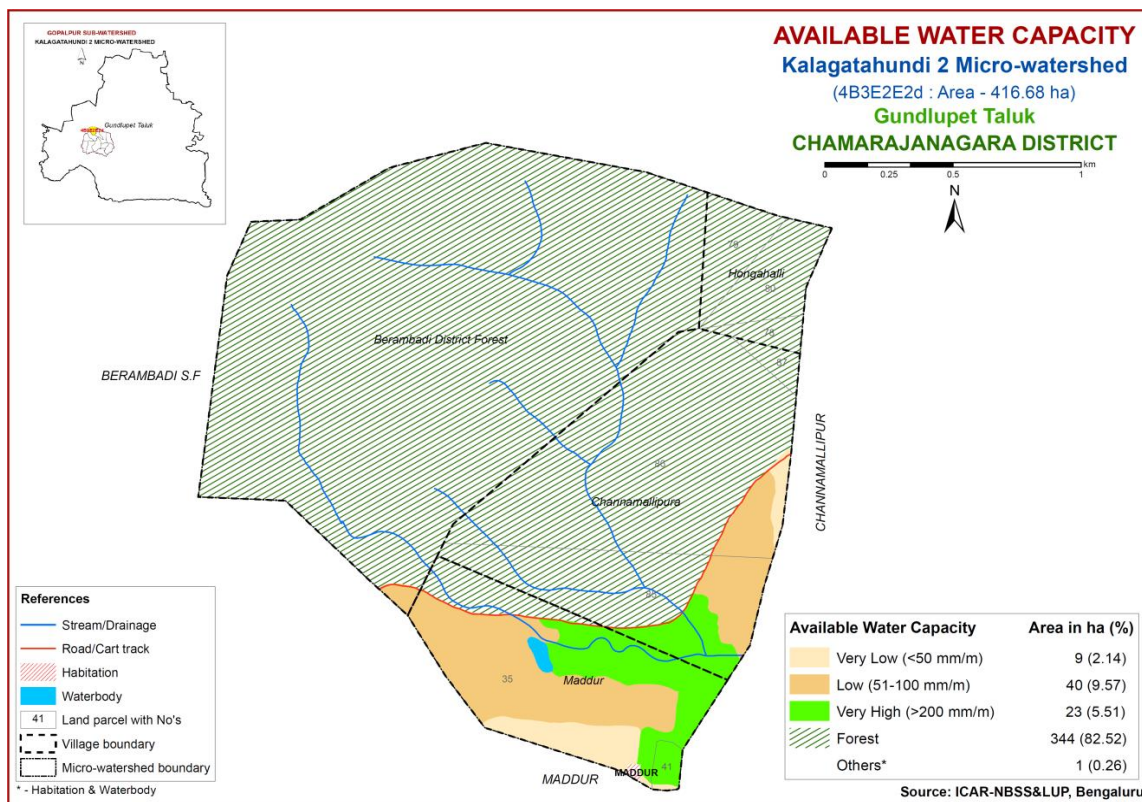 GOPALPUR SUB-WATERSHED
KALAGATAHUNDI 2 MICRO-WATERSHED
N
Gundlupet Taluk
AVAILABLE WATER CAPACITY
Kalagatahundi 2 Micro-watershed
(4B3E2E2d : Area - 416.68 ha)
Gundlupet Taluk
CHAMARAJANAGARA DISTRICT
km
0 0.25 0.5 1
N
79
Hongahalli
80
78
87
Berambadi District Forest
BERAMBADI S.F
CHANNAMALLIPUR
86
Channamallipura
85
35
Maddur
41
MADDUR
MADDUR
References
Stream/Drainage
Road/Cart track
Habitation
Waterbody
41 Land parcel with No's
Village boundary
Micro-watershed boundary
* - Habitation & Waterbody
Available Water Capacity Area in ha (%)
Very Low (<50 mm/m) 9 (2.14)
Low (51-100 mm/m) 40 (9.57)
Very High (>200 mm/m) 23 (5.51)
Forest 344 (82.52)
Others* 1 (0.26)
Source: ICAR-NBSS&LUP, Bengaluru